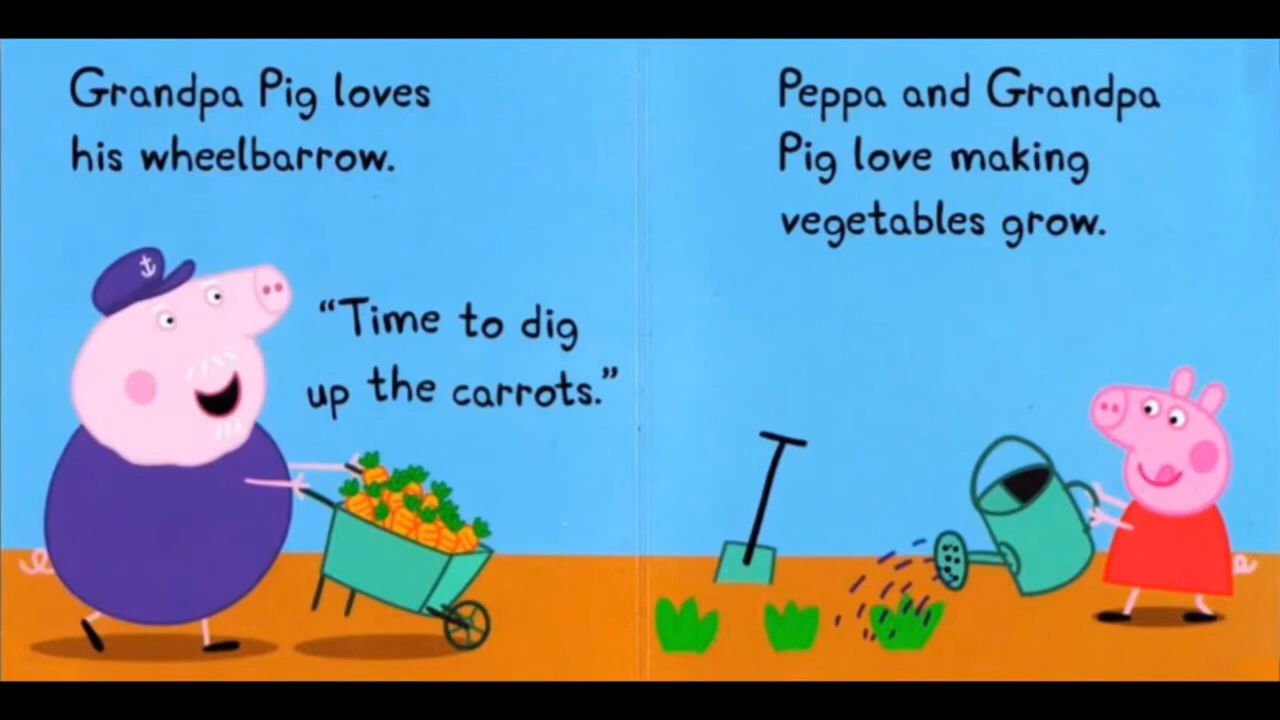 Grandpa Pig loves
his wheelbarrow.
“Time to dig
up the carrots.”
Peppa and Grandpa
Pig love making
vegetables grow.